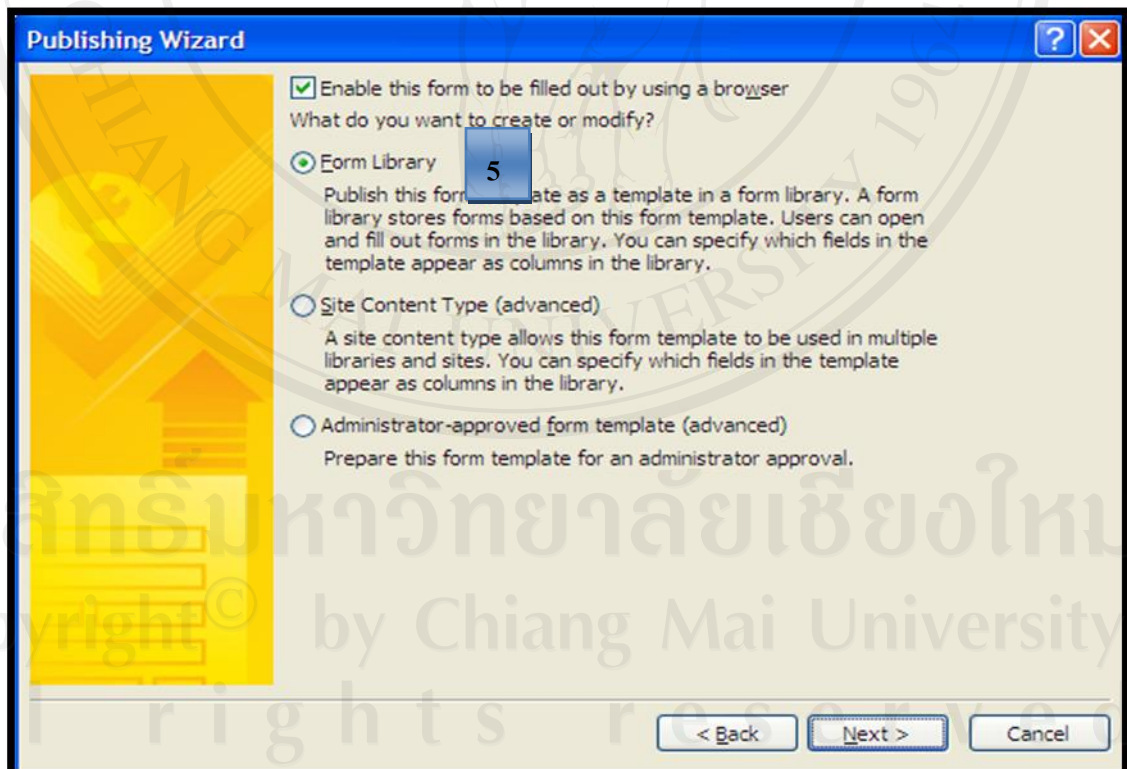 Publishing Wizard
Enable this form to be filled out by using a browser
What do you want to create or modify?
Form Library
5
Publish this form ate as a template in a form library. A form
library stores forms based on this form template. Users can open
and fill out forms in the library. You can specify which fields in the
template appear as columns in the library.
Site Content Type (advanced)
A site content type allows this form template to be used in multiple
libraries and sites. You can specify which fields in the template
appear as columns in the library.
Administrator-approved form template (advanced)
Prepare this form template for an administrator approval.
CHIANG MAI UNIVERSITY 1964
สิทธิ์มหาวิทยาลัยเชียงใหม่
yright © by Chiang Mai University
l rights reserved
< Back
Next >
Cancel